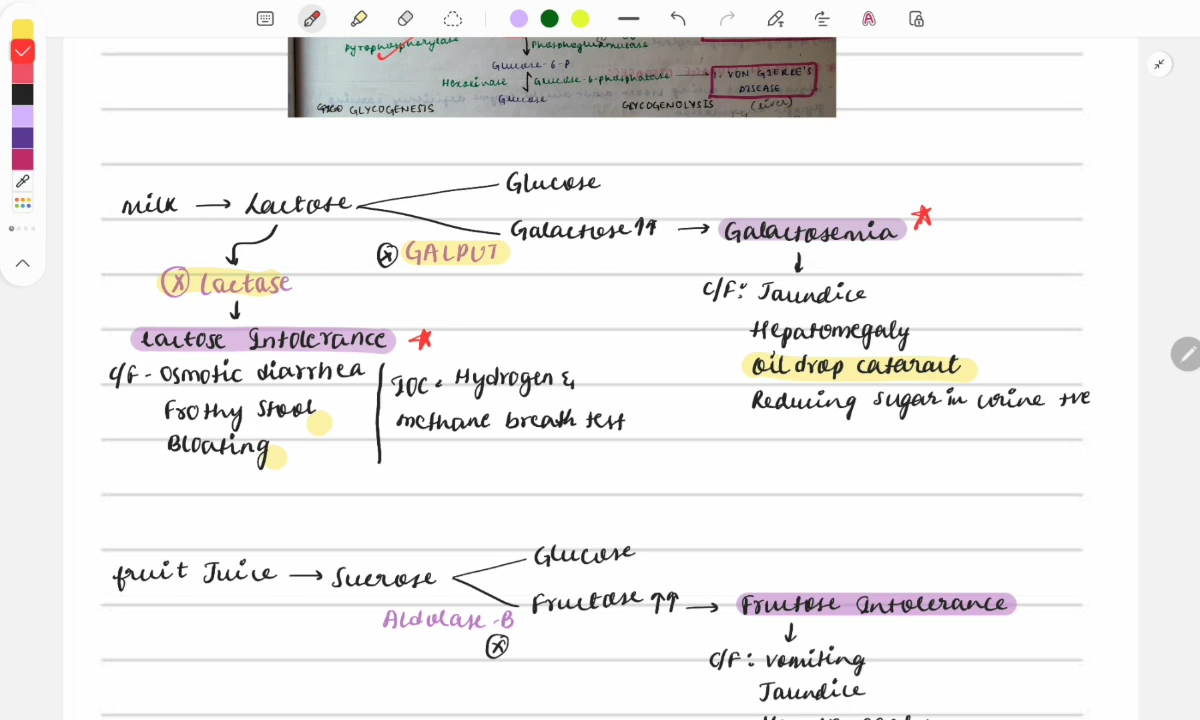 Pyrophosphorylase
Phosphoglucomutase
Glucose-6-P
Hexokinase
Glucose-6-phosphatase
1. VON GIERKE'S
DISEASE
Glucose
(liver)
GLYCOGENESIS
GLYCOGENOLYSIS
Milk → Lactose
Glucose
Galactose ↑↑ → Galactosemia
ⓧ GALPUT
ⓧ Lactase
C/F: Jaundice
Hepatomegaly
Oil drop cataract
Reducing sugar in urine +ve
Lactose Intolerance
C/F - Osmotic diarrhea
Frothy Stool
Bloating
IOC: Hydrogen &
methane breath test
Fruit Juice → Sucrose
Glucose
Fructose ↑↑ → Fructose Intolerance
Aldolase-B
ⓧ
C/F: vomiting
Jaundice